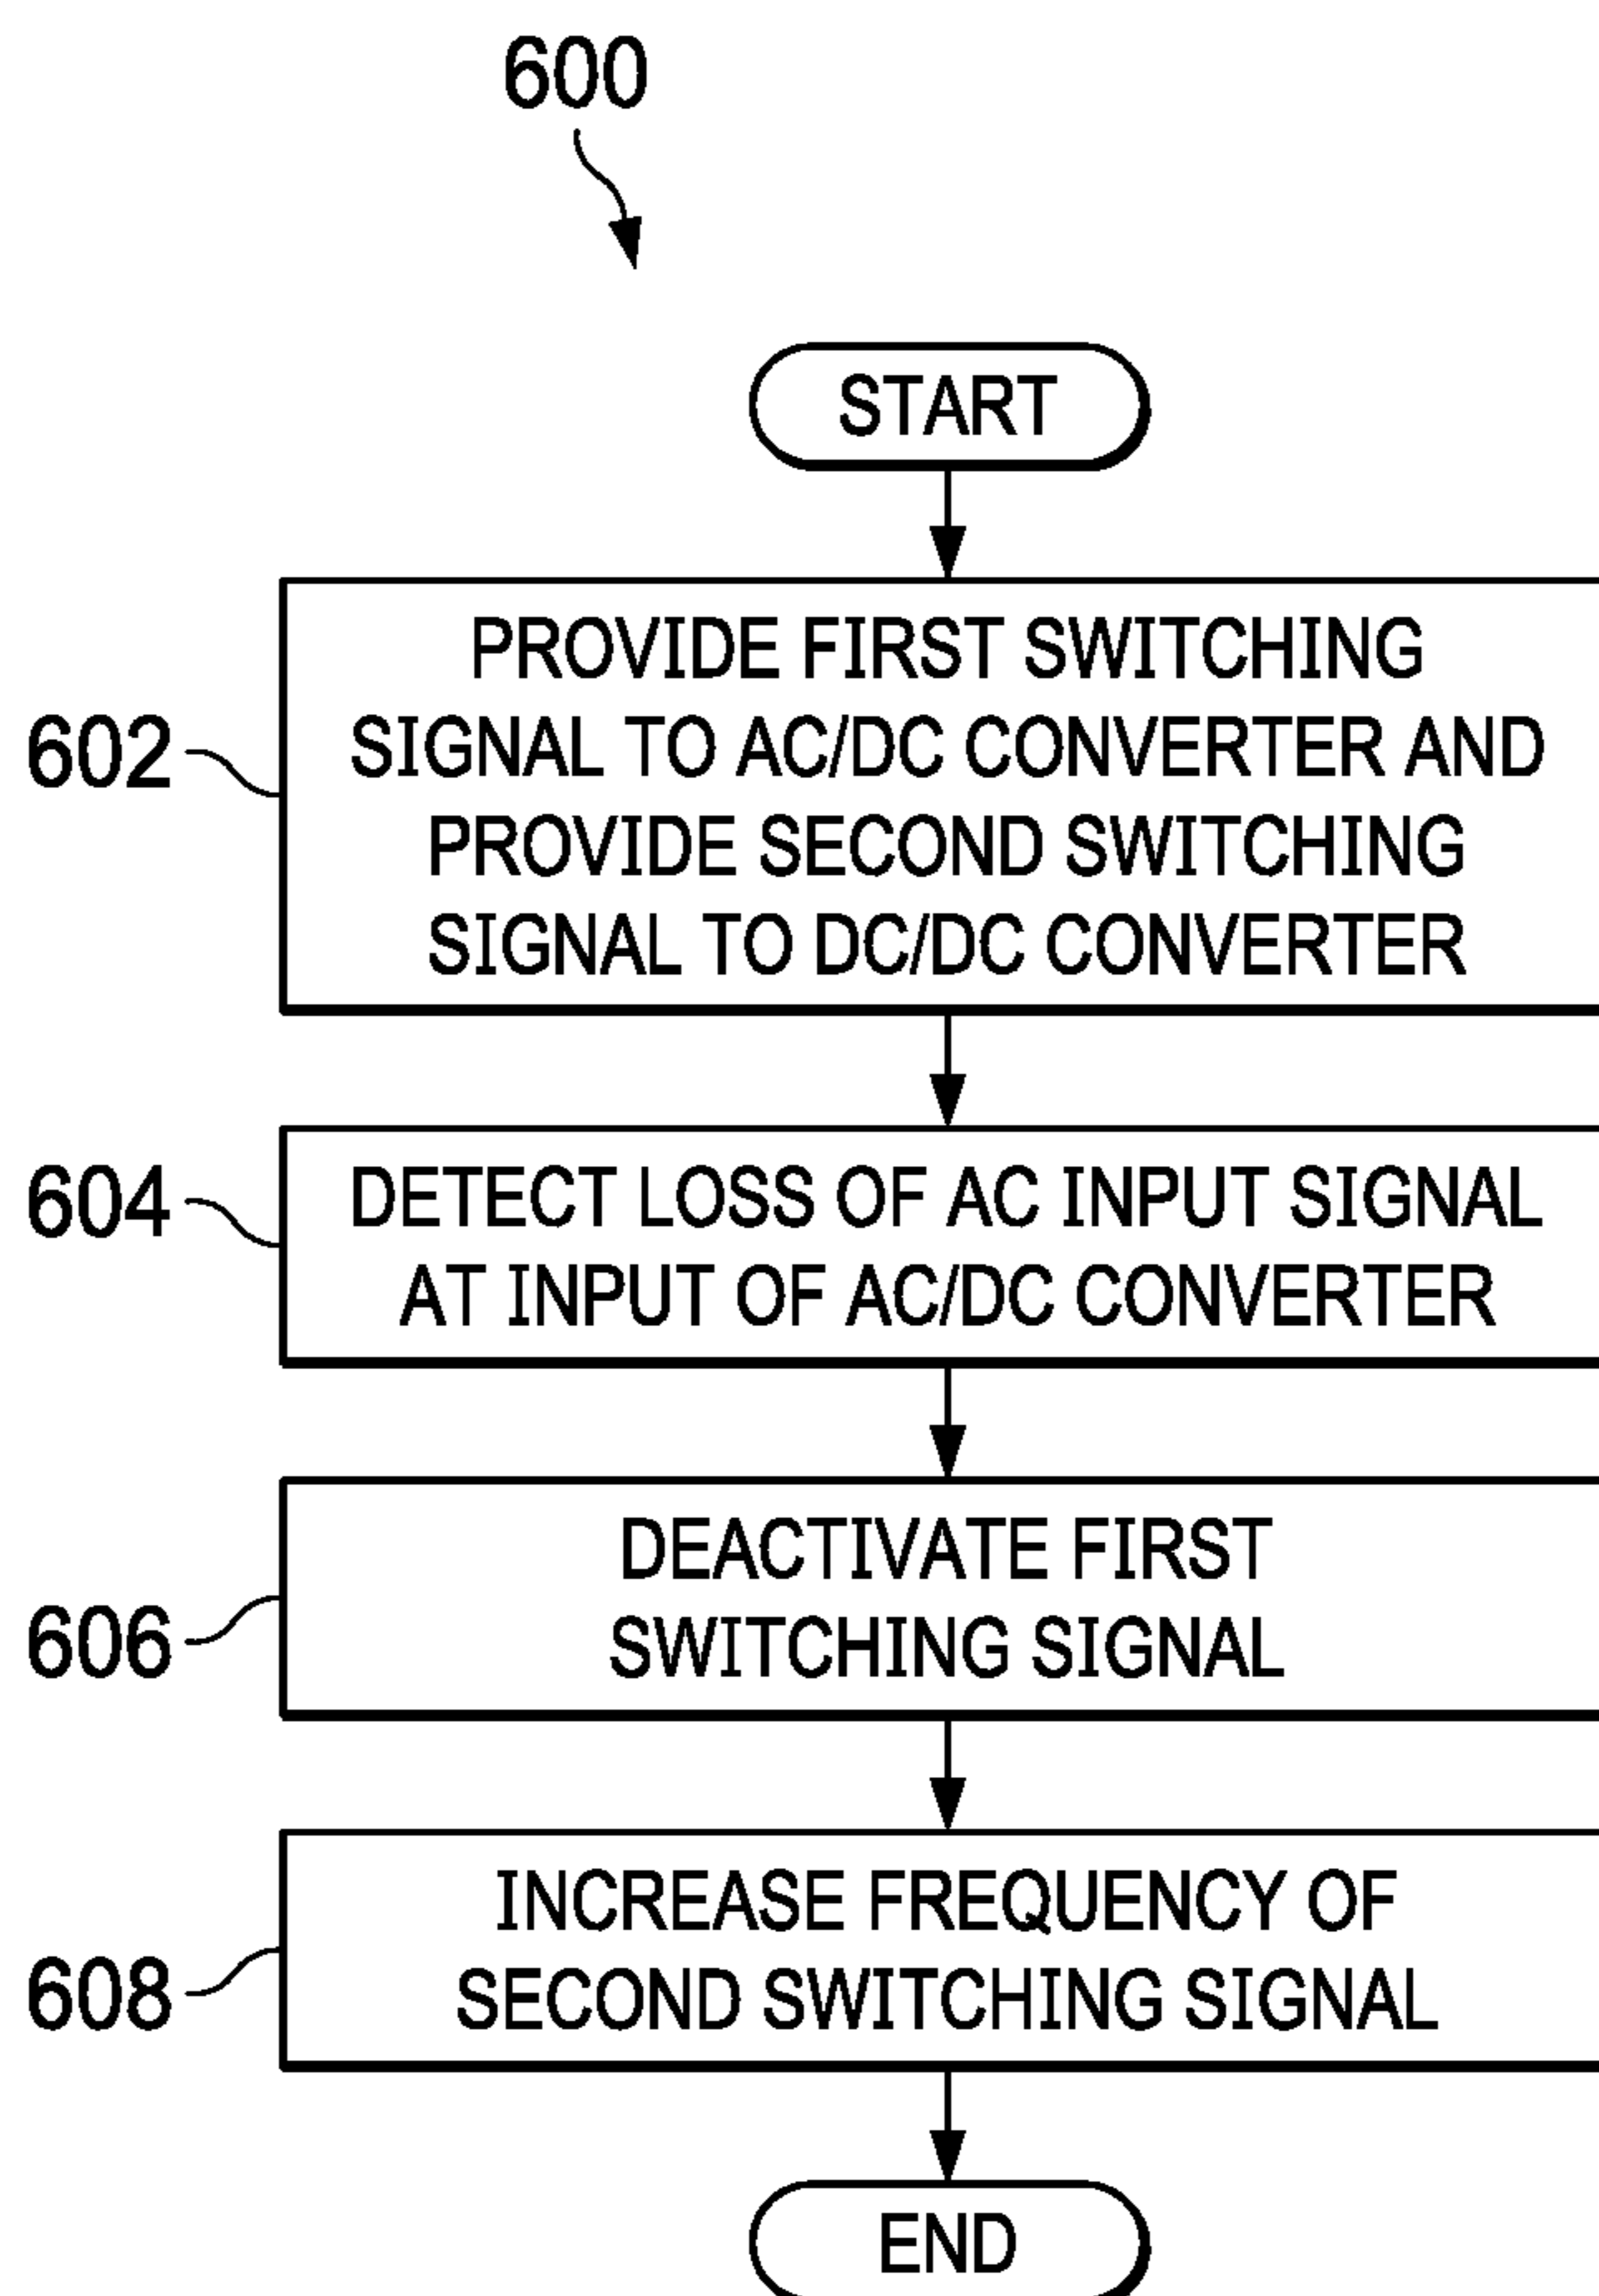 600
START
602
PROVIDE FIRST SWITCHING
SIGNAL TO AC/DC CONVERTER AND
PROVIDE SECOND SWITCHING
SIGNAL TO DC/DC CONVERTER
604
DETECT LOSS OF AC INPUT SIGNAL
AT INPUT OF AC/DC CONVERTER
606
DEACTIVATE FIRST
SWITCHING SIGNAL
608
INCREASE FREQUENCY OF
SECOND SWITCHING SIGNAL
END